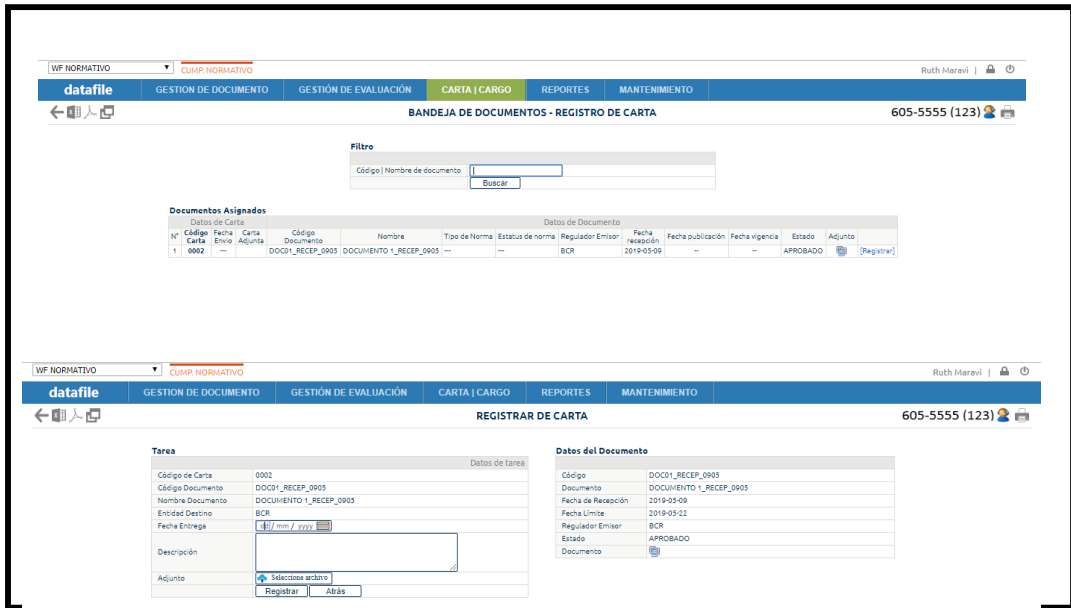 WF NORMATIVO CUMP. NORMATIVO Ruth Maravi |
datafile GESTION DE DOCUMENTO GESTIÓN DE EVALUACIÓN CARTA | CARGO REPORTES MANTENIMIENTO
BANDEJA DE DOCUMENTOS - REGISTRO DE CARTA 605-5555 (123)
Filtro
Código | Nombre de documento
Buscar
Documentos Asignados
Datos de Carta Datos de Documento
N° Código Carta Fecha Envio Carta Adjunta Código Documento Nombre Tipo de Norma Estatus de norma Regulador Emisor Fecha recepción Fecha publicación Fecha vigencia Estado Adjunto
1 0002 --- DOC01_RECEP_0905 DOCUMENTO 1_RECEP_0905 --- --- BCR 2019-05-09 -- -- APROBADO [Registrar]
WF NORMATIVO CUMP. NORMATIVO Ruth Maravi |
datafile GESTION DE DOCUMENTO GESTIÓN DE EVALUACIÓN CARTA | CARGO REPORTES MANTENIMIENTO
REGISTRAR DE CARTA 605-5555 (123)
Tarea
Datos de tarea
Código de Carta 0002
Código Documento DOC01_RECEP_0905
Nombre Documento DOCUMENTO 1_RECEP_0905
Entidad Destino BCR
Fecha Entrega dd / mm / yyyy
Descripción
Adjunto Seleccione archivo
Registrar Atrás
Datos del Documento
Código DOC01_RECEP_0905
Documento DOCUMENTO 1_RECEP_0905
Fecha de Recepción 2019-05-09
Fecha Límite 2019-05-22
Regulador Emisor BCR
Estado APROBADO
Documento